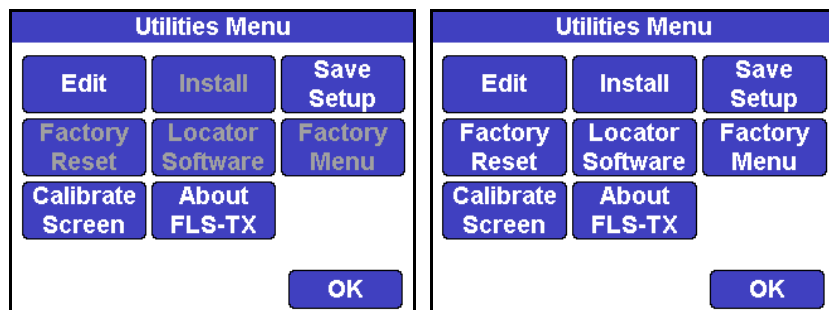 Utilities Menu
Edit
Install
Save
Setup
Factory
Reset
Locator
Software
Factory
Menu
Calibrate
Screen
About
FLS-TX
OK
Utilities Menu
Edit
Install
Save
Setup
Factory
Reset
Locator
Software
Factory
Menu
Calibrate
Screen
About
FLS-TX
OK